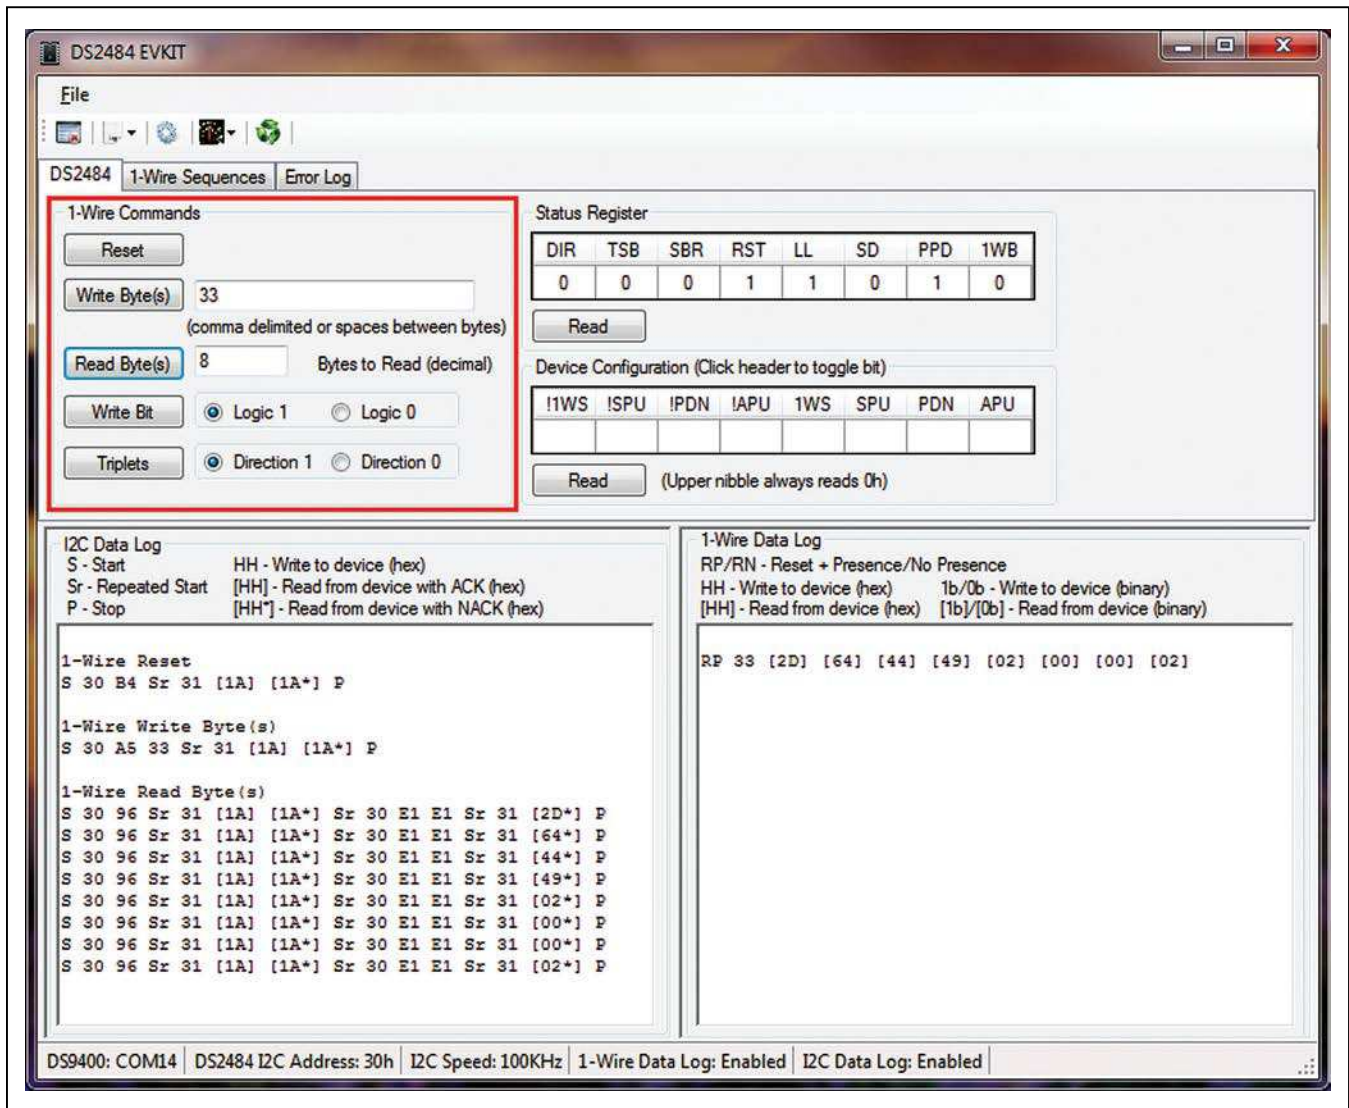 DS2484 EVKIT
File
DS2484 1-Wire Sequences Error Log
1-Wire Commands
Reset
Write Byte(s) 33
(comma delimited or spaces between bytes)
Read Byte(s) 8 Bytes to Read (decimal)
Write Bit Logic 1 Logic 0
Triplets Direction 1 Direction 0
Status Register
DIR TSB SBR RST LL SD PPD 1WB
0 0 0 1 1 0 1 0
Read
Device Configuration (Click header to toggle bit)
!1WS !SPU !PDN !APU 1WS SPU PDN APU
Read (Upper nibble always reads 0h)
I2C Data Log
S - Start HH - Write to device (hex)
Sr - Repeated Start [HH] - Read from device with ACK (hex)
P - Stop [HH*] - Read from device with NACK (hex)
1-Wire Reset
S 30 B4 Sr 31 [1A] [1A*] P
1-Wire Write Byte(s)
S 30 A5 33 Sr 31 [1A] [1A*] P
1-Wire Read Byte(s)
S 30 96 Sr 31 [1A] [1A*] Sr 30 E1 E1 Sr 31 [2D*] P
S 30 96 Sr 31 [1A] [1A*] Sr 30 E1 E1 Sr 31 [64*] P
S 30 96 Sr 31 [1A] [1A*] Sr 30 E1 E1 Sr 31 [44*] P
S 30 96 Sr 31 [1A] [1A*] Sr 30 E1 E1 Sr 31 [49*] P
S 30 96 Sr 31 [1A] [1A*] Sr 30 E1 E1 Sr 31 [02*] P
S 30 96 Sr 31 [1A] [1A*] Sr 30 E1 E1 Sr 31 [00*] P
S 30 96 Sr 31 [1A] [1A*] Sr 30 E1 E1 Sr 31 [00*] P
S 30 96 Sr 31 [1A] [1A*] Sr 30 E1 E1 Sr 31 [02*] P
1-Wire Data Log
RP/RN - Reset + Presence/No Presence
HH - Write to device (hex) 1b/0b - Write to device (binary)
[HH] - Read from device (hex) [1b]/[0b] - Read from device (binary)
RP 33 [2D] [64] [44] [49] [02] [00] [00] [02]
DS9400: COM14 DS2484 I2C Address: 30h I2C Speed: 100KHz 1-Wire Data Log: Enabled I2C Data Log: Enabled